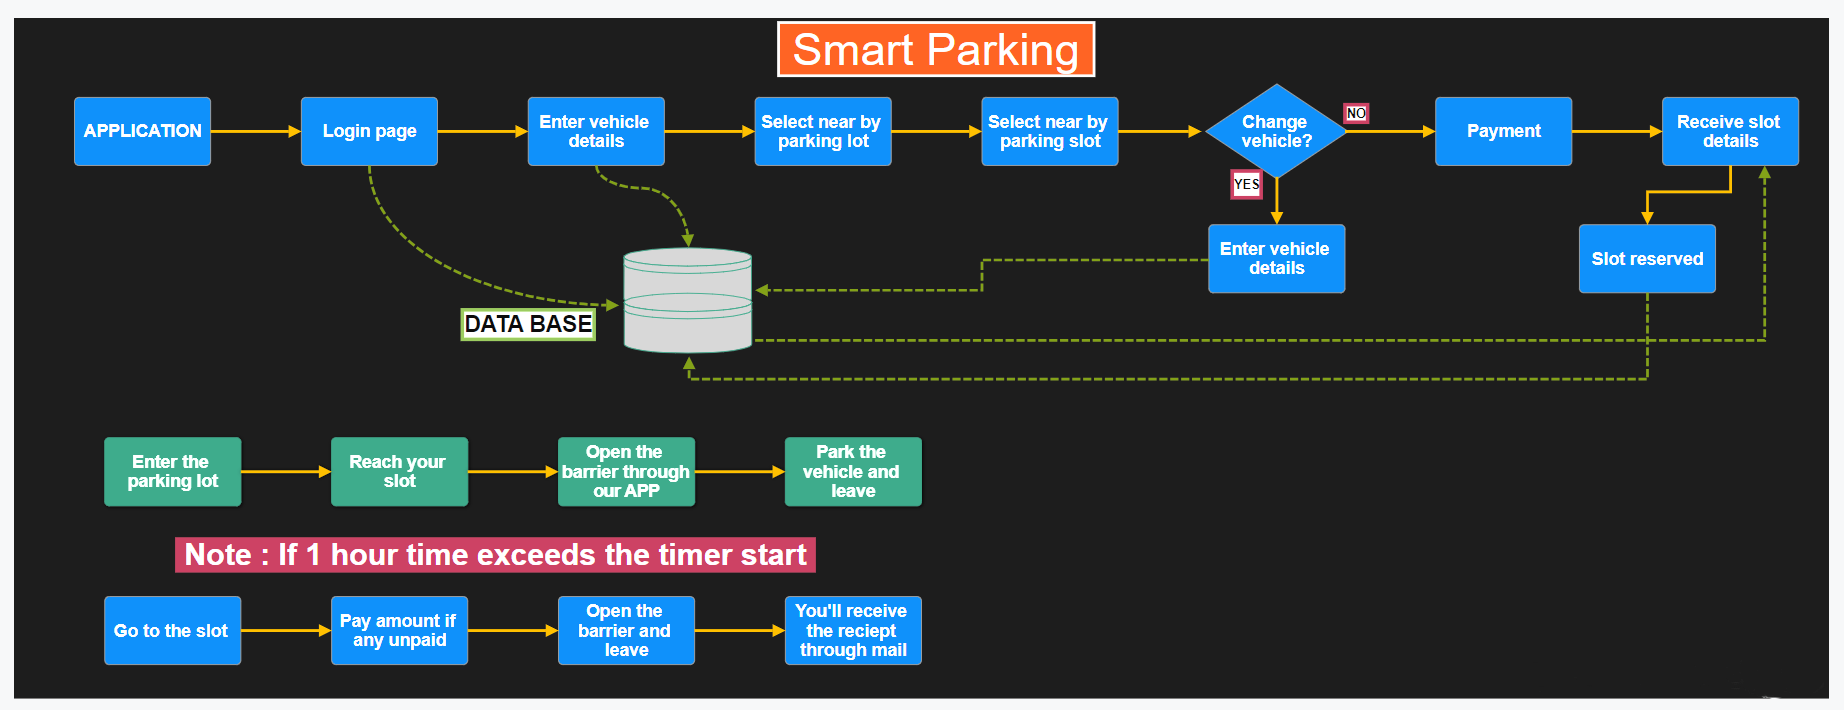 Smart Parking
APPLICATION
Login page
Enter vehicle
details
Select near by
parking lot
Select near by
parking slot
Change
vehicle?
NO
Payment
Receive slot
details
YES
Enter vehicle
details
Slot reserved
DATA BASE
Enter the
parking lot
Reach your
slot
Open the
barrier through
our APP
Park the
vehicle and
leave
Note : If 1 hour time exceeds the timer start
Go to the slot
Pay amount if
any unpaid
Open the
barrier and
leave
You'll receive
the reciept
through mail